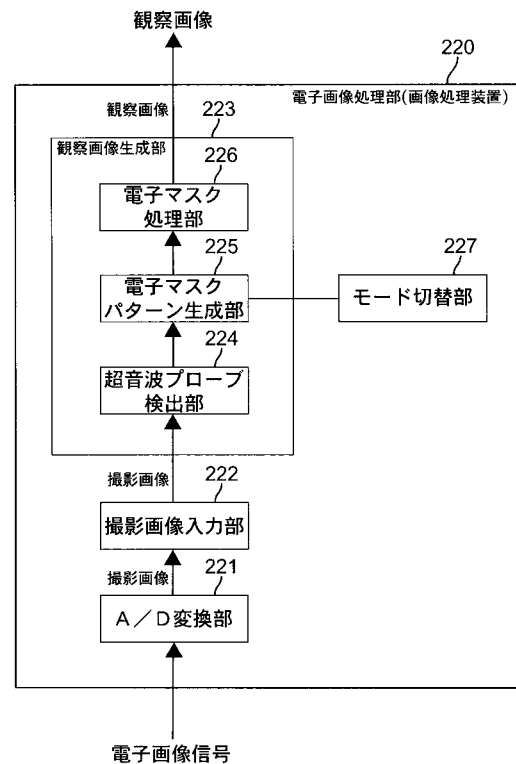 観察画像
220
電子画像処理部(画像処理装置)
観察画像
223
観察画像生成部
226
電子マスク
処理部
225
227
電子マスク
パターン生成部
モード切替部
224
超音波プローブ
検出部
撮影画像
222
撮影画像入力部
撮影画像
221
A/D変換部
電子画像信号